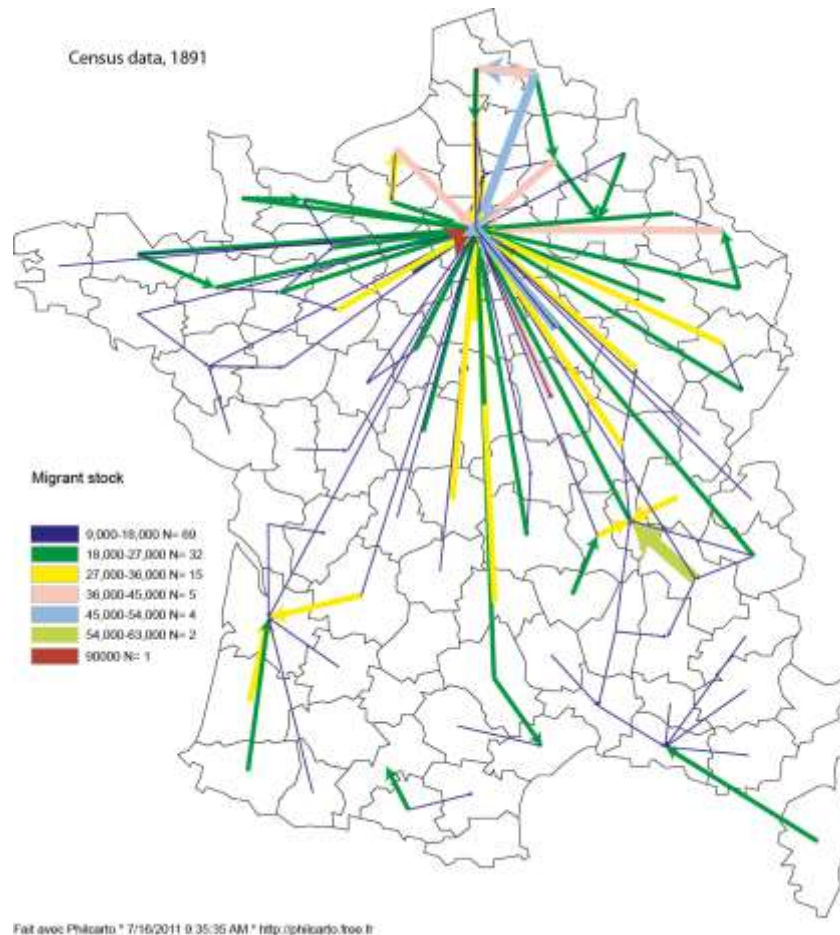 Census data, 1891
Migrant stock
9,000-18,000 N= 69
18,000-27,000 N= 32
27,000-36,000 N= 15
36,000-45,000 N= 5
45,000-54,000 N= 4
54,000-63,000 N= 2
90000 N= 1
Fait avec Philcarto * 7/16/2011 9:35:35 AM * http://philcarto.free.fr